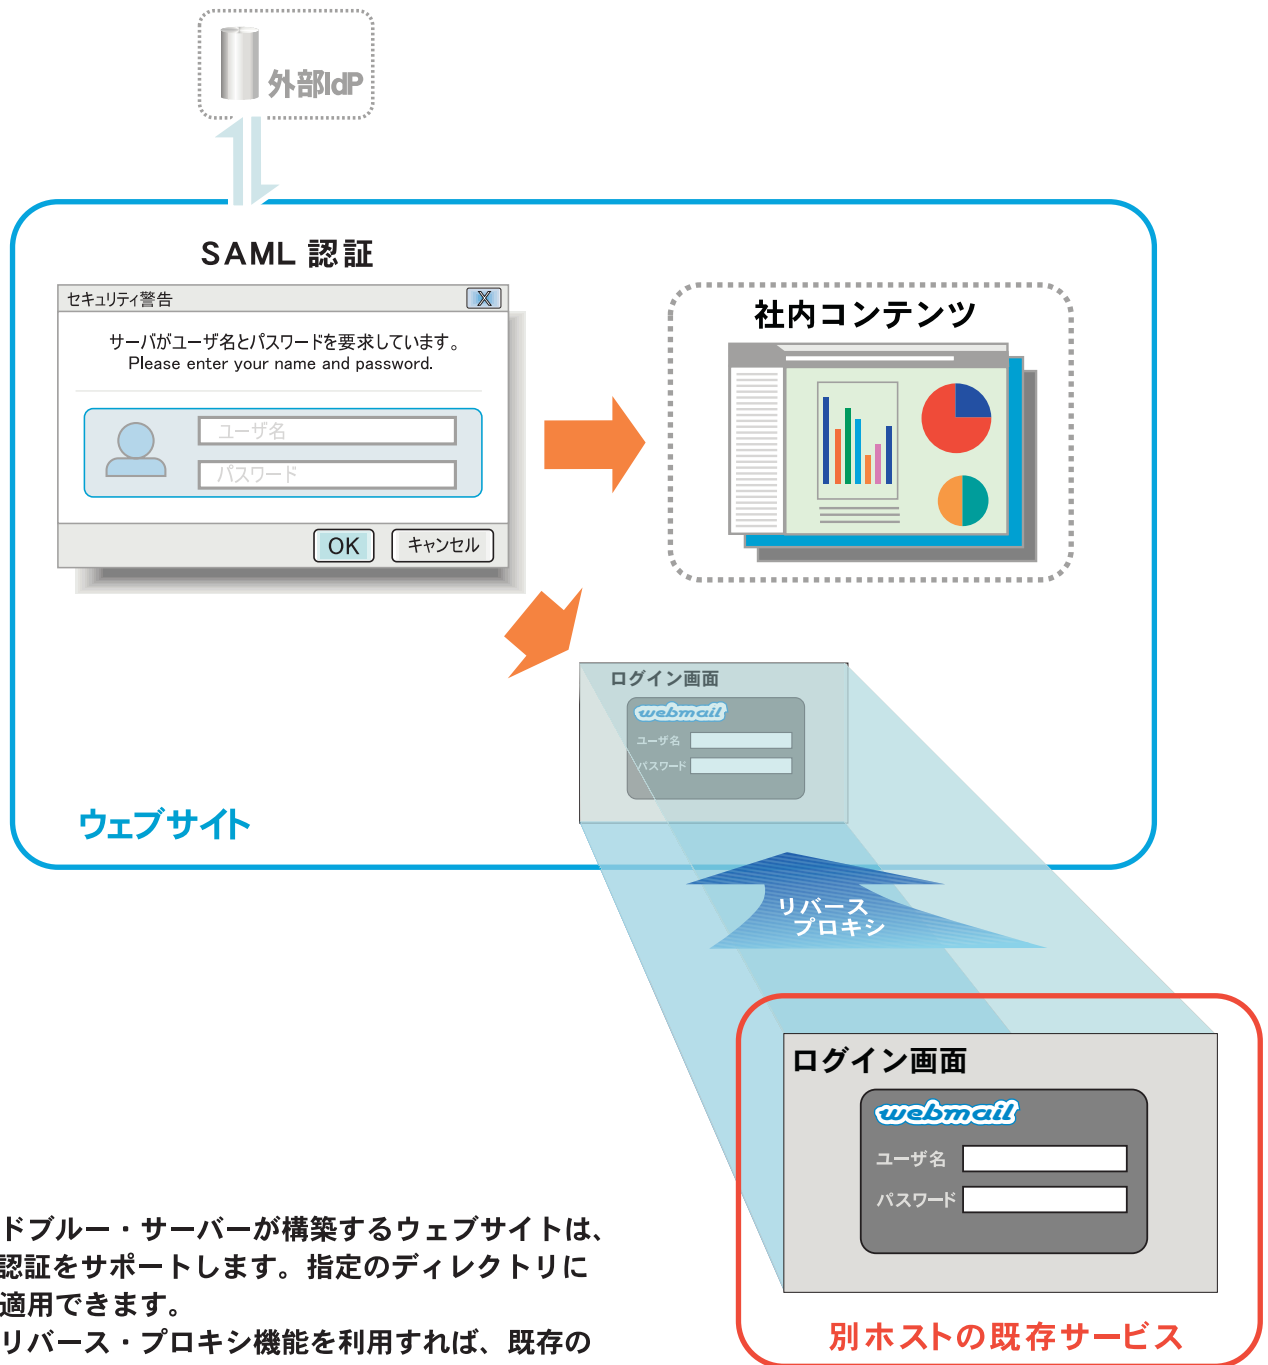 外部IdP
SAML 認証
セキュリティ警告
X
サーバがユーザ名とパスワードを要求しています。
Please enter your name and password.
ユーザ名
パスワード
OK キャンセル
社内コンテンツ
ログイン画面
webmail
ユーザ名
パスワード
ウェブサイト
リバース
プロキシ
ログイン画面
webmail
ユーザ名
パスワード
別ホストの既存サービス
ドブルー・サーバーが構築するウェブサイトは、
認証をサポートします。指定のディレクトリに
適用できます。
リバース・プロキシ機能を利用すれば、既存の